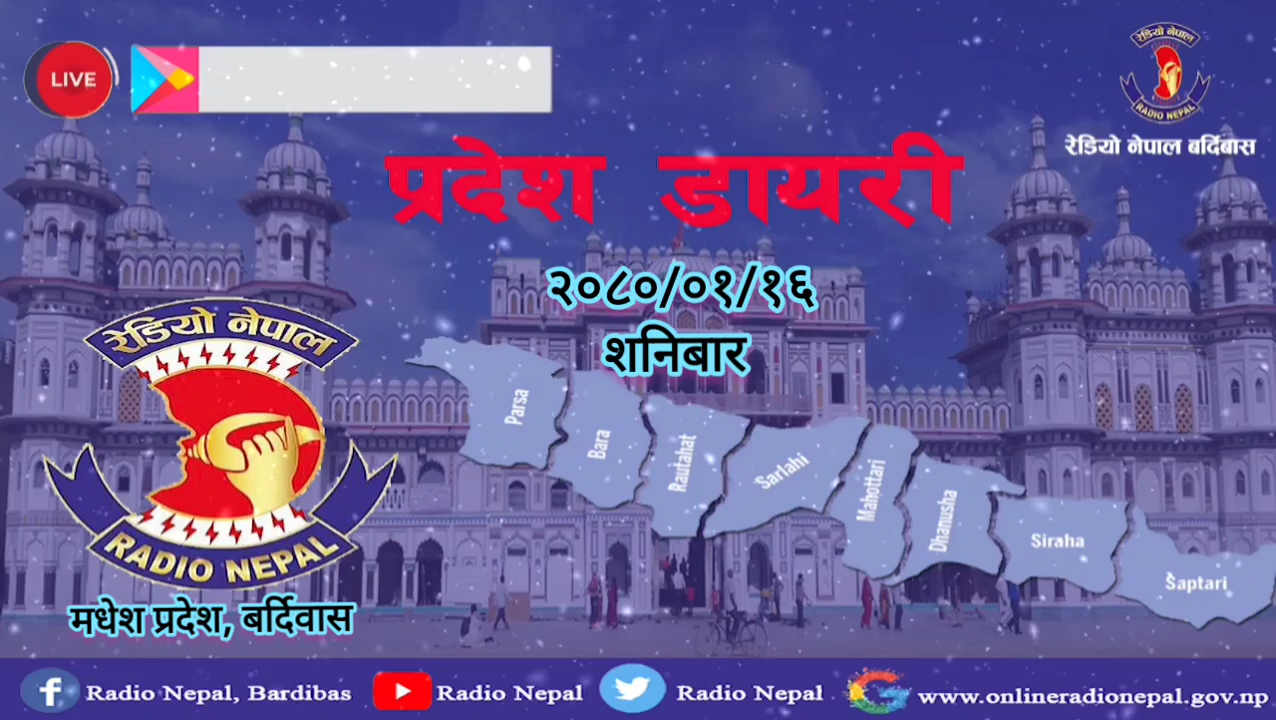 LIVE
रेडियो नेपाल
RADIO NEPAL
रेडियो नेपाल बर्दिबास
प्रदेश डायरी
२०८०/०१/१६
शनिबार
रेडियो नेपाल
RADIO NEPAL
मधेश प्रदेश, बर्दिवास
Parsa
Bara
Rautahat
Sarlahi
Mahottari
Dhanusha
Siraha
Saptari
Radio Nepal, Bardibas
Radio Nepal
Radio Nepal
www.onlineradionepal.gov.np